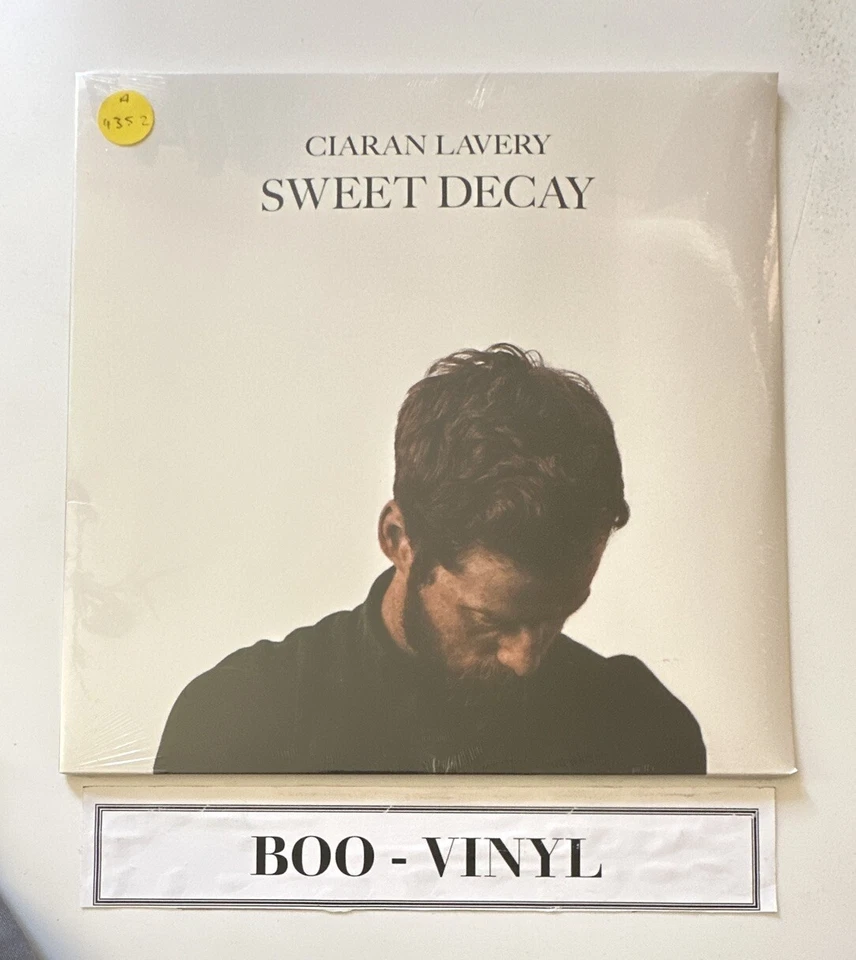 A
4352
CIARAN LAVERY
SWEET DECAY
BOO - VINYL